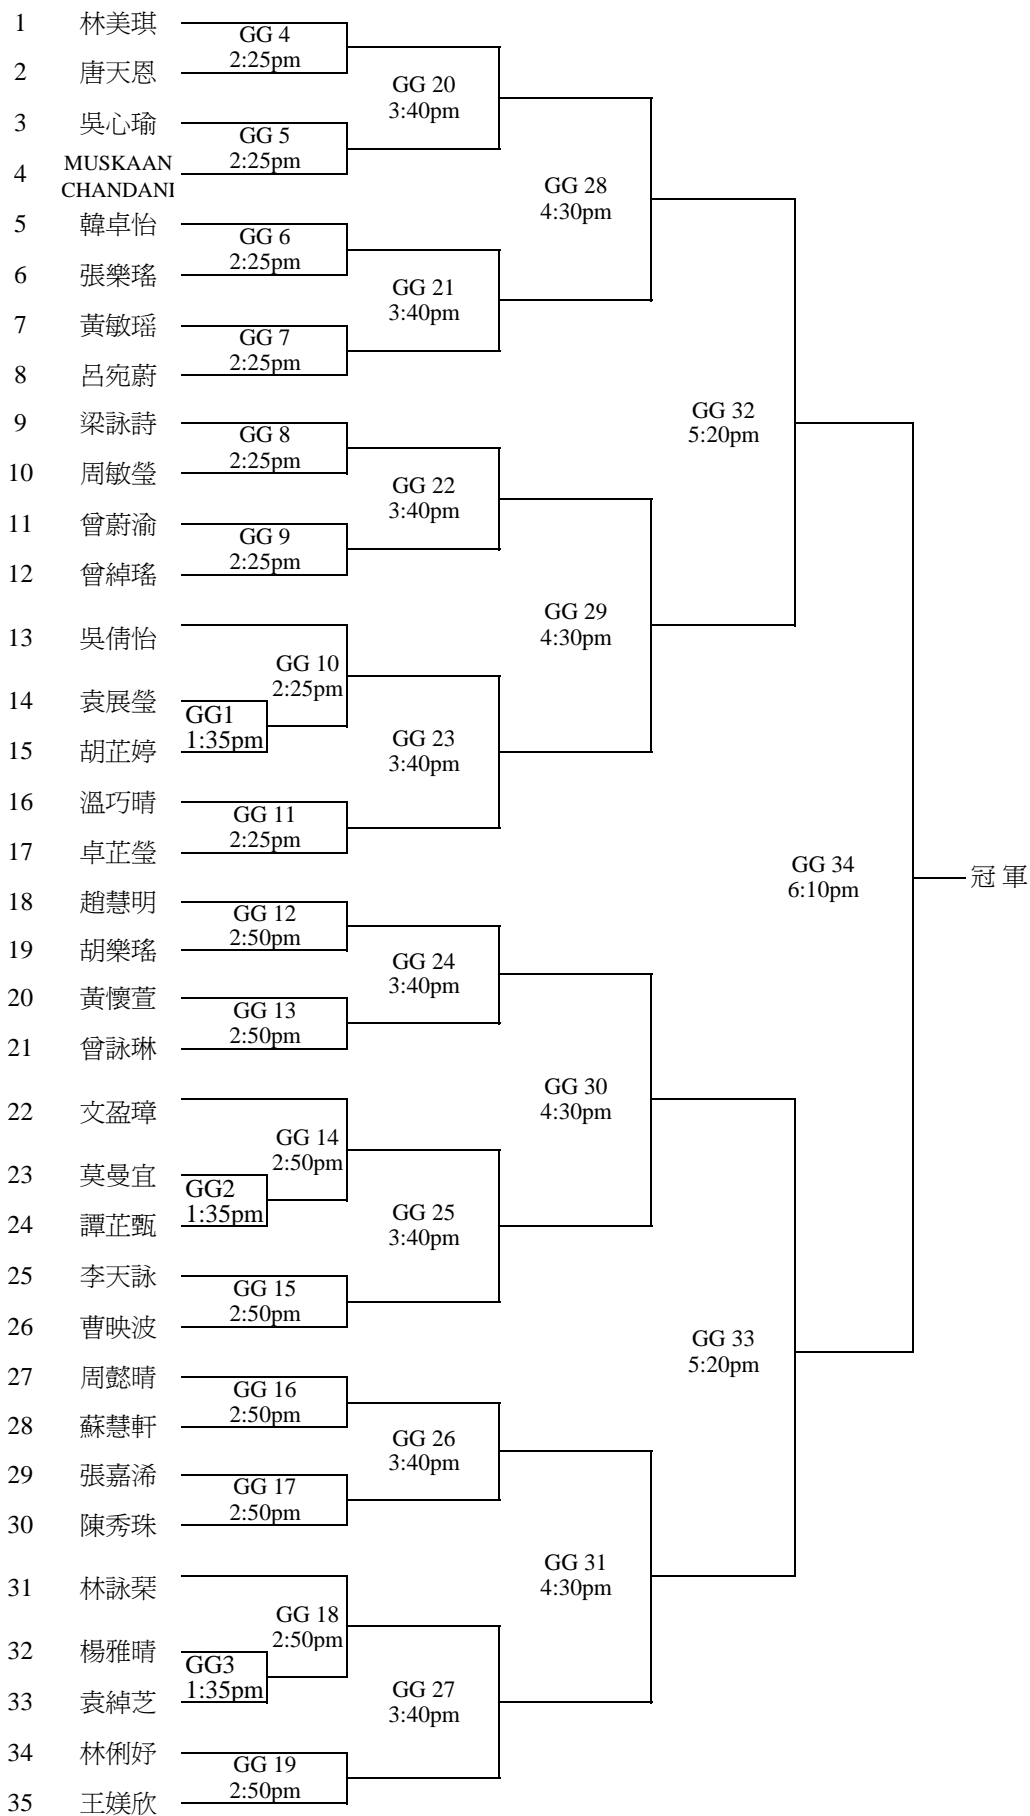 1 林美琪
GG 4
2:25pm
2 唐天恩
GG 20
3:40pm
3 吳心瑜
GG 5
2:25pm
4 MUSKAAN
CHANDANI
GG 28
4:30pm
5 韓卓怡
GG 6
2:25pm
6 張樂瑤
GG 21
3:40pm
7 黃敏瑶
GG 7
2:25pm
8 呂宛蔚
GG 32
5:20pm
9 梁詠詩
GG 8
2:25pm
10 周敏瑩
GG 22
3:40pm
11 曾蔚渝
GG 9
2:25pm
12 曾綽瑤
GG 29
4:30pm
13 吳倩怡
GG 10
2:25pm
14 袁展瑩
GG1
1:35pm
15 胡芷婷
GG 23
3:40pm
16 溫巧晴
GG 11
2:25pm
17 卓芷瑩
GG 34
6:10pm
冠軍
18 趙慧明
GG 12
2:50pm
19 胡樂瑤
GG 24
3:40pm
20 黃懷萱
GG 13
2:50pm
21 曾詠琳
GG 30
4:30pm
22 文盈璋
GG 14
2:50pm
23 莫曼宜
GG2
1:35pm
24 譚芷甄
GG 25
3:40pm
25 李天詠
GG 15
2:50pm
26 曹映波
GG 33
5:20pm
27 周懿晴
GG 16
2:50pm
28 蘇慧軒
GG 26
3:40pm
29 張嘉浠
GG 17
2:50pm
30 陳秀珠
GG 31
4:30pm
31 林詠琹
GG 18
2:50pm
32 楊雅晴
GG3
1:35pm
33 袁綽芝
GG 27
3:40pm
34 林俐妤
GG 19
2:50pm
35 王媄欣